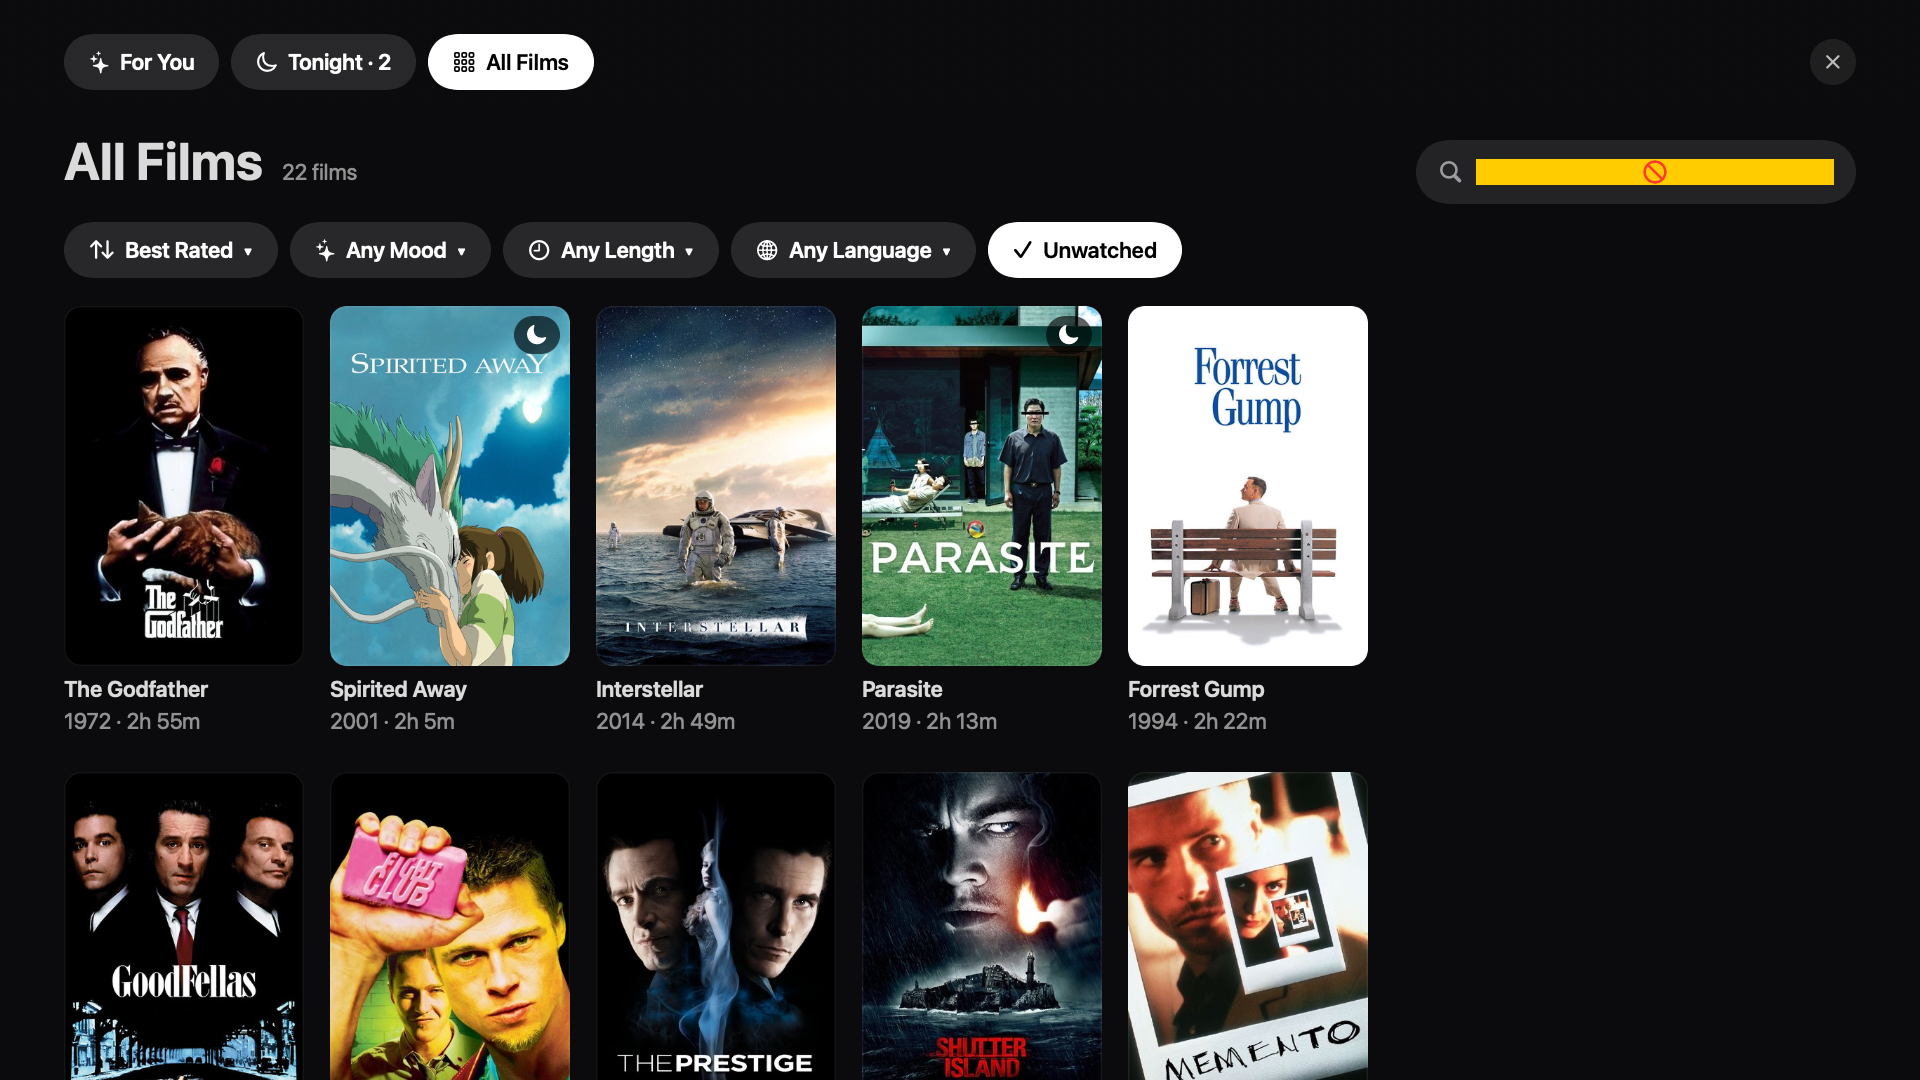 For You
Tonight · 2
All Films
All Films
22 films
Best Rated
Any Mood
Any Length
Any Language
Unwatched
The Godfather
SPIRITED AWAY
INTERSTELLAR
PARASITE
Forrest Gump
The Godfather
1972 · 2h 55m
Spirited Away
2001 · 2h 5m
Interstellar
2014 · 2h 49m
Parasite
2019 · 2h 13m
Forrest Gump
1994 · 2h 22m
GoodFellas
FIGHT CLUB
THE PRESTIGE
SHUTTER ISLAND
MEMENTO